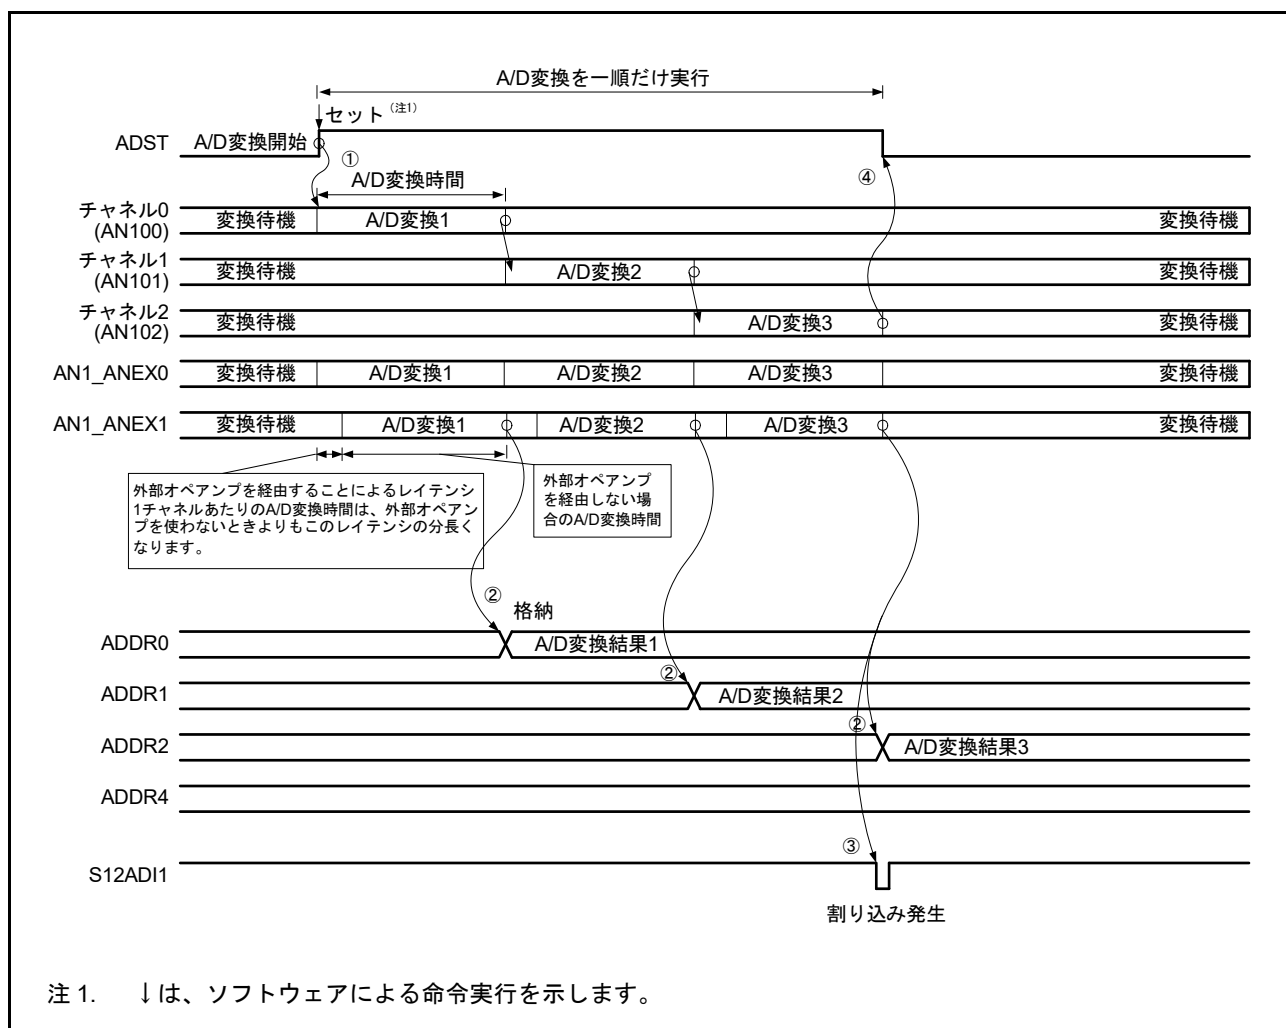 A/D変換を一順だけ実行
セット(注1)
ADST A/D変換開始
① ④
A/D変換時間
チャネル0
(AN100)
変換待機 A/D変換1 変換待機
チャネル1
(AN101)
変換待機 A/D変換2 変換待機
チャネル2
(AN102)
変換待機 A/D変換3 変換待機
AN1_ANEX0 変換待機 A/D変換1 A/D変換2 A/D変換3 変換待機
AN1_ANEX1 変換待機 A/D変換1 A/D変換2 A/D変換3 変換待機
外部オペアンプを経由することによるレイテンシ
1チャネルあたりのA/D変換時間は、外部オペアン
プを使わないときよりもこのレイテンシの分長く
なります。
外部オペアンプ
を経由しない場
合のA/D変換時間
② 格納
ADDR0 A/D変換結果1
②
ADDR1 A/D変換結果2
②
ADDR2 A/D変換結果3
ADDR4
③
S12ADI1
割り込み発生
注 1. ↓は、ソフトウェアによる命令実行を示します。